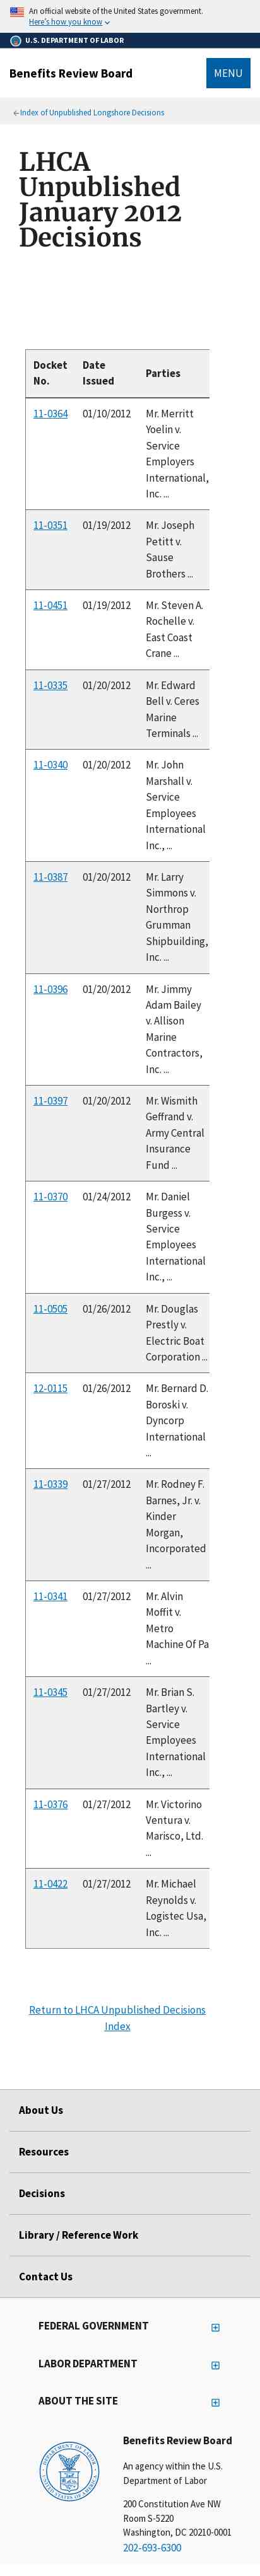 An official website of the United States government.
Here's how you know
U.S. DEPARTMENT OF LABOR
Benefits Review Board
MENU
Index of Unpublished Longshore Decisions
LHCA
Unpublished
January 2012
Decisions
Docket No.
Date Issued
Parties
11-0364
01/10/2012
Mr. Merritt
Yoelin v.
Service
Employers
International,
Inc. ...
11-0351
01/19/2012
Mr. Joseph
Petitt v.
Sause
Brothers ...
11-0451
01/19/2012
Mr. Steven A.
Rochelle v.
East Coast
Crane ...
11-0335
01/20/2012
Mr. Edward
Bell v. Ceres
Marine
Terminals ...
11-0340
01/20/2012
Mr. John
Marshall v.
Service
Employees
International
Inc., ...
11-0387
01/20/2012
Mr. Larry
Simmons v.
Northrop
Grumman
Shipbuilding,
Inc. ...
11-0396
01/20/2012
Mr. Jimmy
Adam Bailey
v. Allison
Marine
Contractors,
Inc. ...
11-0397
01/20/2012
Mr. Wismith
Geffrand v.
Army Central
Insurance
Fund ...
11-0370
01/24/2012
Mr. Daniel
Burgess v.
Service
Employees
International
Inc., ...
11-0505
01/26/2012
Mr. Douglas
Prestly v.
Electric Boat
Corporation ...
12-0115
01/26/2012
Mr. Bernard D.
Boroski v.
Dyncorp
International
...
11-0339
01/27/2012
Mr. Rodney F.
Barnes, Jr. v.
Kinder
Morgan,
Incorporated
...
11-0341
01/27/2012
Mr. Alvin
Moffit v.
Metro
Machine Of Pa
...
11-0345
01/27/2012
Mr. Brian S.
Bartley v.
Service
Employees
International
Inc., ...
11-0376
01/27/2012
Mr. Victorino
Ventura v.
Marisco, Ltd.
...
11-0422
01/27/2012
Mr. Michael
Reynolds v.
Logistec Usa,
Inc. ...
Return to LHCA Unpublished Decisions
Index
About Us
Resources
Decisions
Library / Reference Work
Contact Us
FEDERAL GOVERNMENT
LABOR DEPARTMENT
ABOUT THE SITE
Benefits Review Board
An agency within the U.S.
Department of Labor
200 Constitution Ave NW
Room S-5220
Washington, DC 20210-0001
202-693-6300